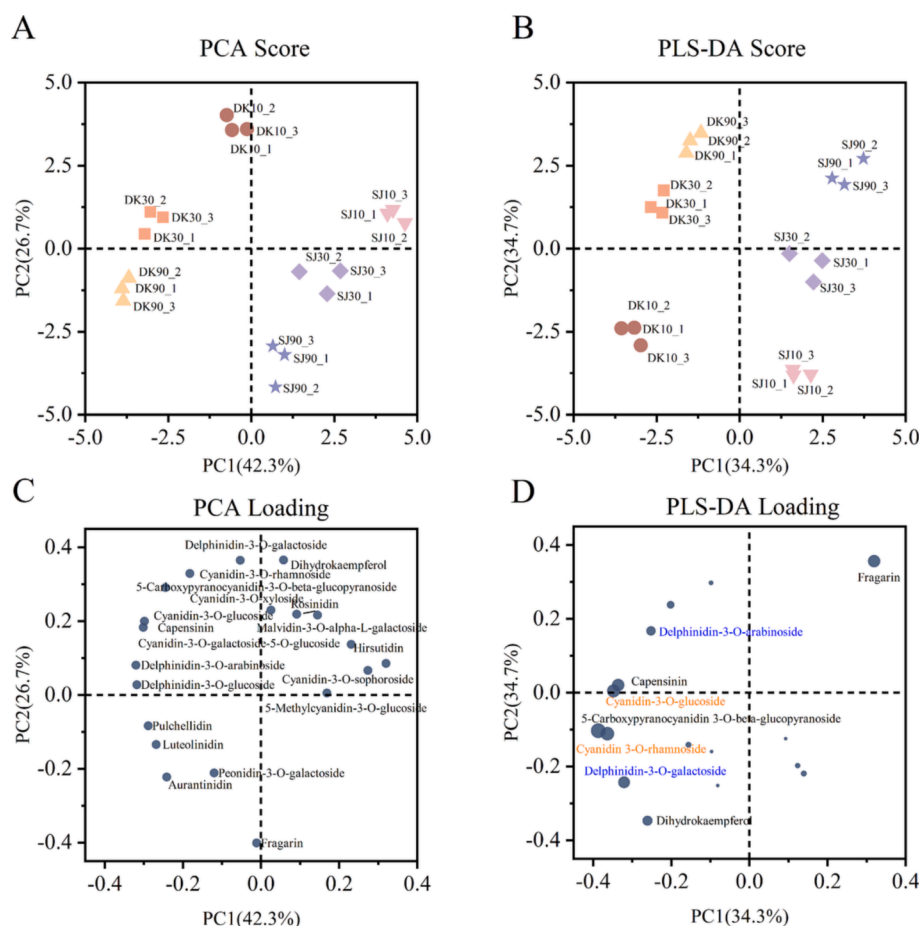 A
PCA Score
PC2(26.7%)
5.0
2.5
0.0
-2.5
-5.0
DK10_2
DK10_3
DK10_1
DK30_2
DK30_3
DK30_1
SJ10_3
SJ10_1
SJ10_2
DK90_2
DK90_1
DK90_3
SJ30_2
SJ30_3
SJ30_1
SJ90_3
SJ90_1
SJ90_2
-5.0 -2.5 0.0 2.5 5.0
PC1(42.3%)
B
PLS-DA Score
PC2(34.7%)
5.0
2.5
0.0
-2.5
-5.0
DK90_3
DK90_2
DK90_1
SJ90_2
SJ90_1
SJ90_3
DK30_2
DK30_1
DK30_3
SJ30_2
SJ30_1
SJ30_3
DK10_2
DK10_1
DK10_3
SJ10_3
SJ10_1
SJ10_2
-5.0 -2.5 0.0 2.5 5.0
PC1(34.3%)
C
PCA Loading
PC2(26.7%)
0.4
0.2
0.0
-0.2
-0.4
Delphinidin-3-O-galactoside
Dihydrokaempferol
Cyanidin-3-O-rhamnoside
5-Carboxypyranocyanidin-3-O-beta-glucopyranoside
Cyanidin-3-O-xyloside
Rosinidin
Cyanidin-3-O-glucoside
Capensinin
Malvidin-3-O-alpha-L-galactoside
Cyanidin-3-O-galactoside-5-O-glucoside
Hirsutidin
Delphinidin-3-O-arabinoside
Cyanidin-3-O-sophoroside
Delphinidin-3-O-glucoside
5-Methylcyanidin-3-O-glucoside
Pulchellidin
Luteolinidin
Peonidin-3-O-galactoside
Aurantinidin
Fragarin
-0.4 -0.2 0.0 0.2 0.4
PC1(42.3%)
D
PLS-DA Loading
PC2(34.7%)
0.4
0.2
0.0
-0.2
-0.4
Fragarin
Delphinidin-3-O-arabinoside
Capensinin
Cyanidin-3-O-glucoside
5-Carboxypyranocyanidin 3-O-beta-glucopyranoside
Cyanidin 3-O-rhamnoside
Delphinidin-3-O-galactoside
Dihydrokaempferol
-0.4 -0.2 0.0 0.2 0.4
PC1(34.3%)